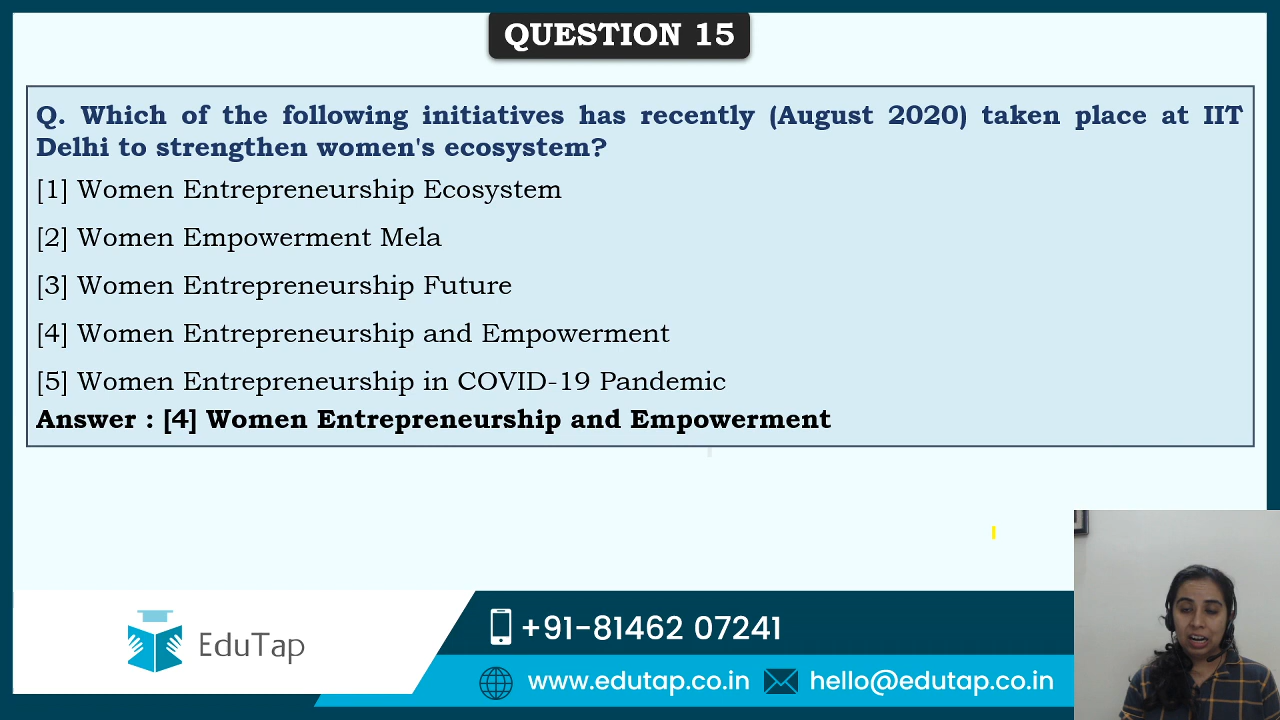 QUESTION 15
Q. Which of the following initiatives has recently (August 2020) taken place at IIT
Delhi to strengthen women's ecosystem?
[1] Women Entrepreneurship Ecosystem
[2] Women Empowerment Mela
[3] Women Entrepreneurship Future
[4] Women Entrepreneurship and Empowerment
[5] Women Entrepreneurship in COVID-19 Pandemic
Answer : [4] Women Entrepreneurship and Empowerment
EduTap
+91-81462 07241
www.edutap.co.in hello@edutap.co.in